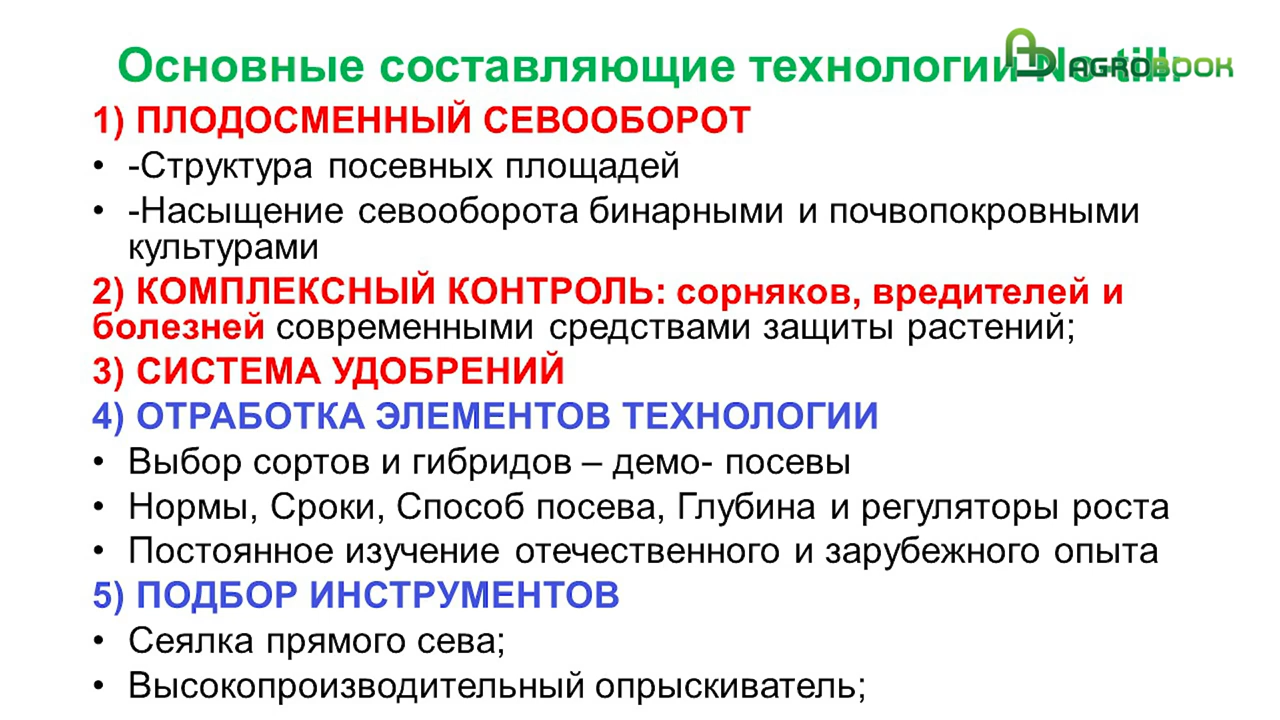 Основные составляющие технологии No-till:
AGROBOOK
1) ПЛОДОСМЕННЫЙ СЕВООБОРОТ
• -Структура посевных площадей
• -Насыщение севооборота бинарными и почвопокровными
культурами
2) КОМПЛЕКСНЫЙ КОНТРОЛЬ: сорняков, вредителей и
болезней современными средствами защиты растений;
3) СИСТЕМА УДОБРЕНИЙ
4) ОТРАБОТКА ЭЛЕМЕНТОВ ТЕХНОЛОГИИ
• Выбор сортов и гибридов – демо- посевы
• Нормы, Сроки, Способ посева, Глубина и регуляторы роста
• Постоянное изучение отечественного и зарубежного опыта
5) ПОДБОР ИНСТРУМЕНТОВ
• Сеялка прямого сева;
• Высокопроизводительный опрыскиватель;